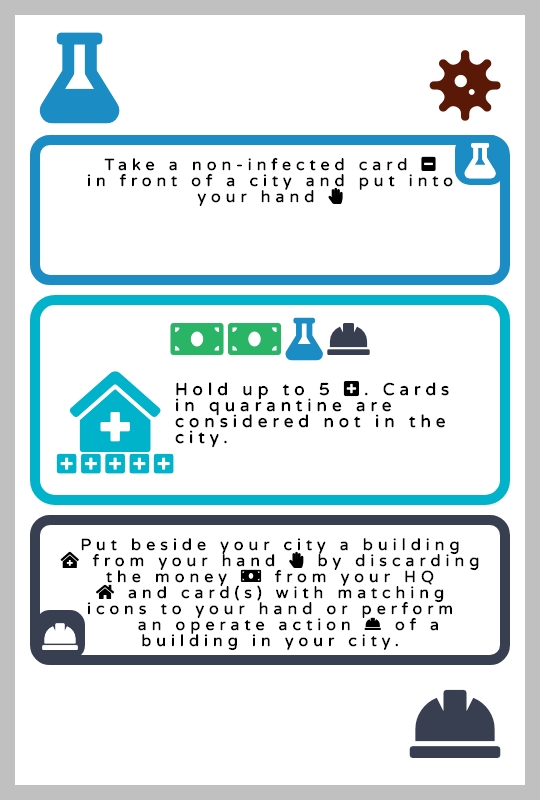 Take a non-infected card
in front of a city and put into
your hand
Hold up to 5 . Cards
in quarantine are
considered not in the
city.
Put beside your city a building
from your hand by discarding
the money from your HQ
and card(s) with matching
icons to your hand or perform
an operate action of a
building in your city.